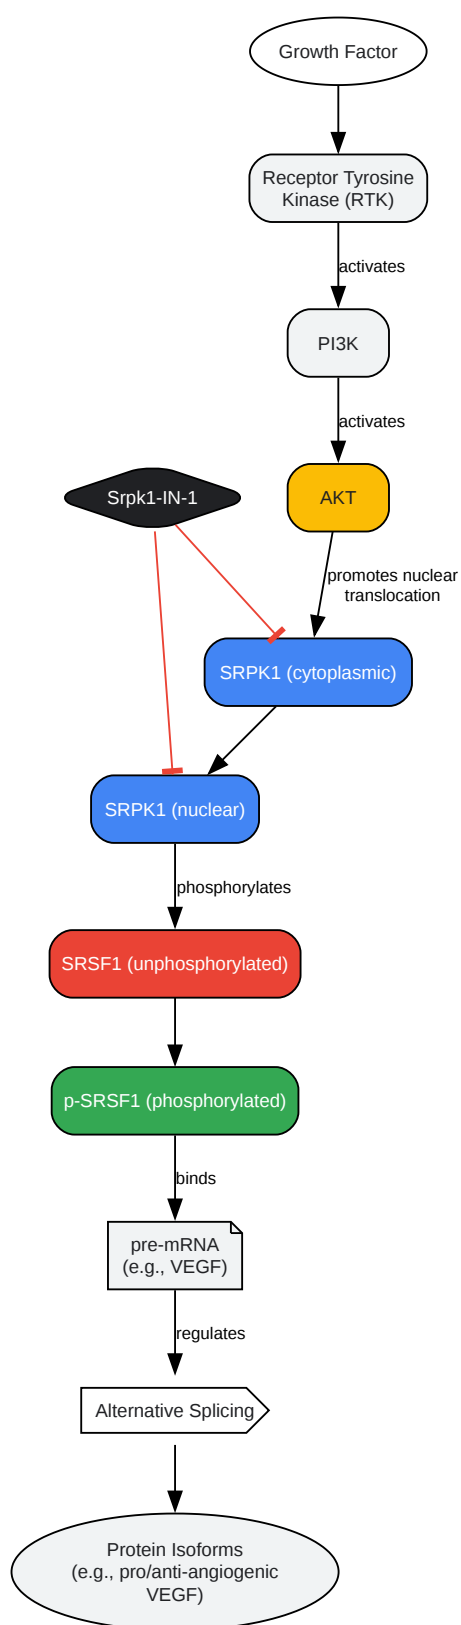 Growth Factor
Receptor Tyrosine
Kinase (RTK)
activates
PI3K
activates
Srpk1-IN-1
AKT
promotes nuclear
translocation
SRPK1 (cytoplasmic)
SRPK1 (nuclear)
phosphorylates
SRSF1 (unphosphorylated)
p-SRSF1 (phosphorylated)
binds
pre-mRNA
(e.g., VEGF)
regulates
Alternative Splicing
Protein Isoforms
(e.g., pro/anti-angiogenic
VEGF)